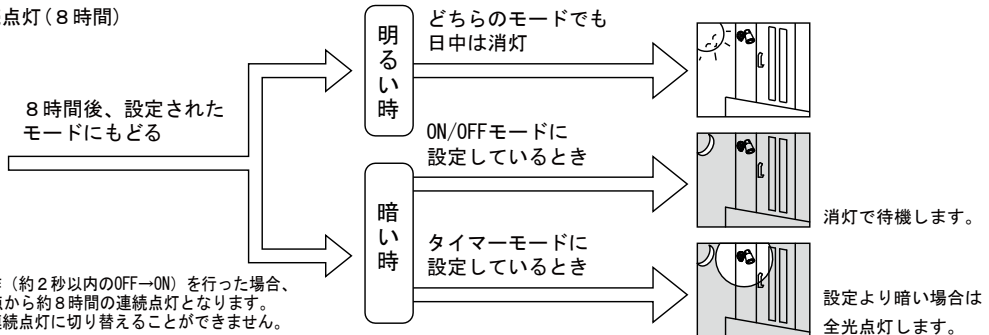 点灯(8時間)
8時間後、設定された
モードにもどる
明るい時
どちらのモードでも
日中は消灯
暗い時
ON/OFFモードに
設定しているとき
消灯で待機します。
タイマーモードに
設定しているとき
設定より暗い場合は
全光点灯します。
(約2秒以内のOFF→ON)を行った場合、
から約8時間の連続点灯となります。
連続点灯に切り替えることができません。